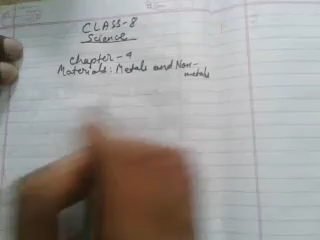 CLASS-8
Science
Chapter-4
Materials: Metals and Non-
metals